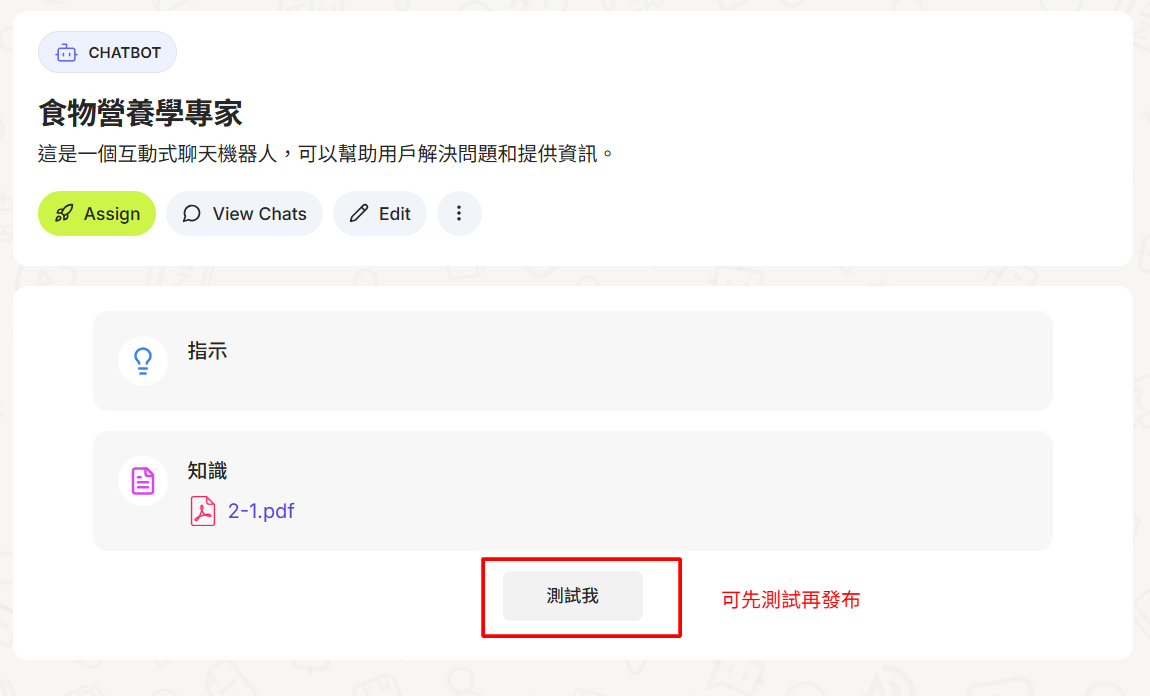 CHATBOT
食物營養學專家
這是一個互動式聊天機器人，可以幫助用戶解決問題和提供資訊。
Assign View Chats Edit
指示
知識
2-1.pdf
測試我 可先測試再發布